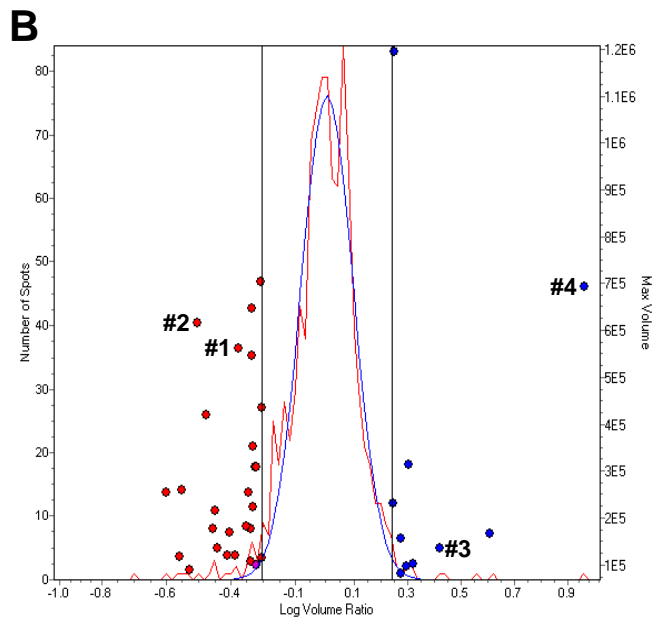 B
80
70
60
50
40
30
20
10
0
Number of Spots
1.2E6
1.1E6
1E6
9E5
8E5
7E5
6E5
5E5
4E5
3E5
2E5
1E5
Max Volume
#4
#2
#1
#3
-1.0 -0.8 -0.6 -0.4 -0.1 0.1 0.3 0.5 0.7 0.9
Log Volume Ratio